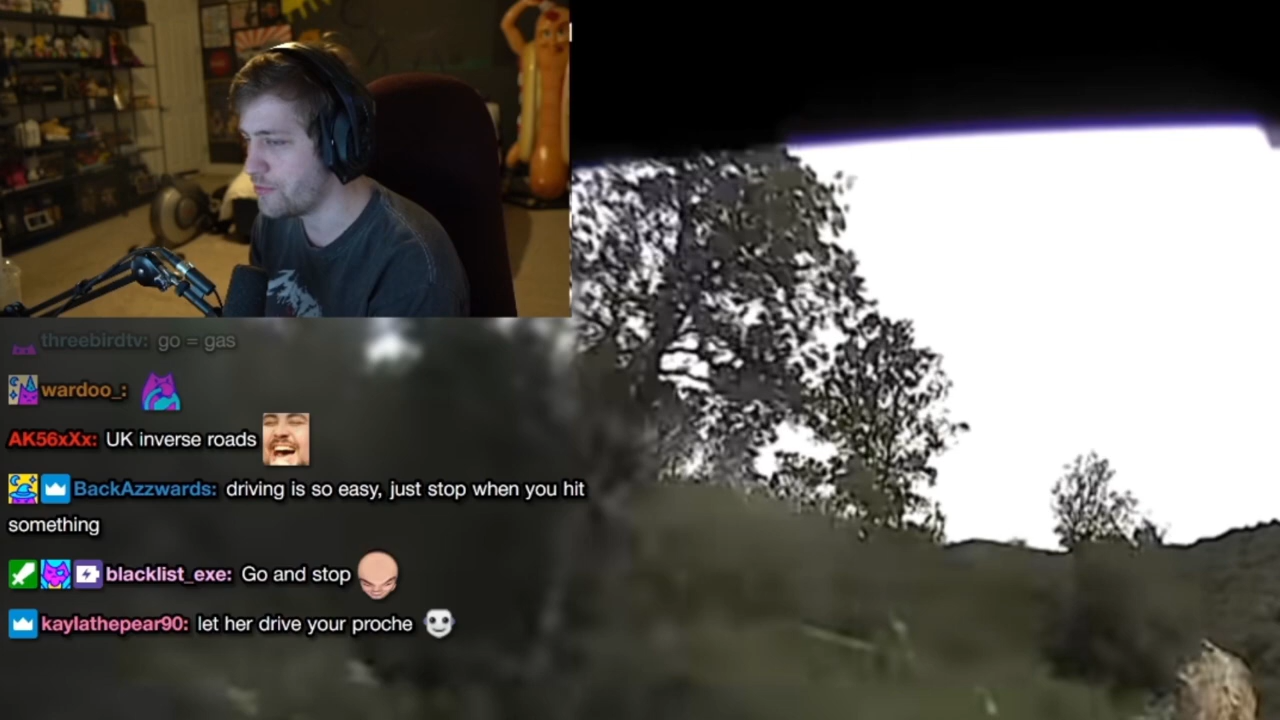 threebirdtv: go = gas
wardoo_:
AK56xXx: UK inverse roads
BackAzzwards: driving is so easy, just stop when you hit
something
blacklist_exe: Go and stop
kaylathepear90: let her drive your proche